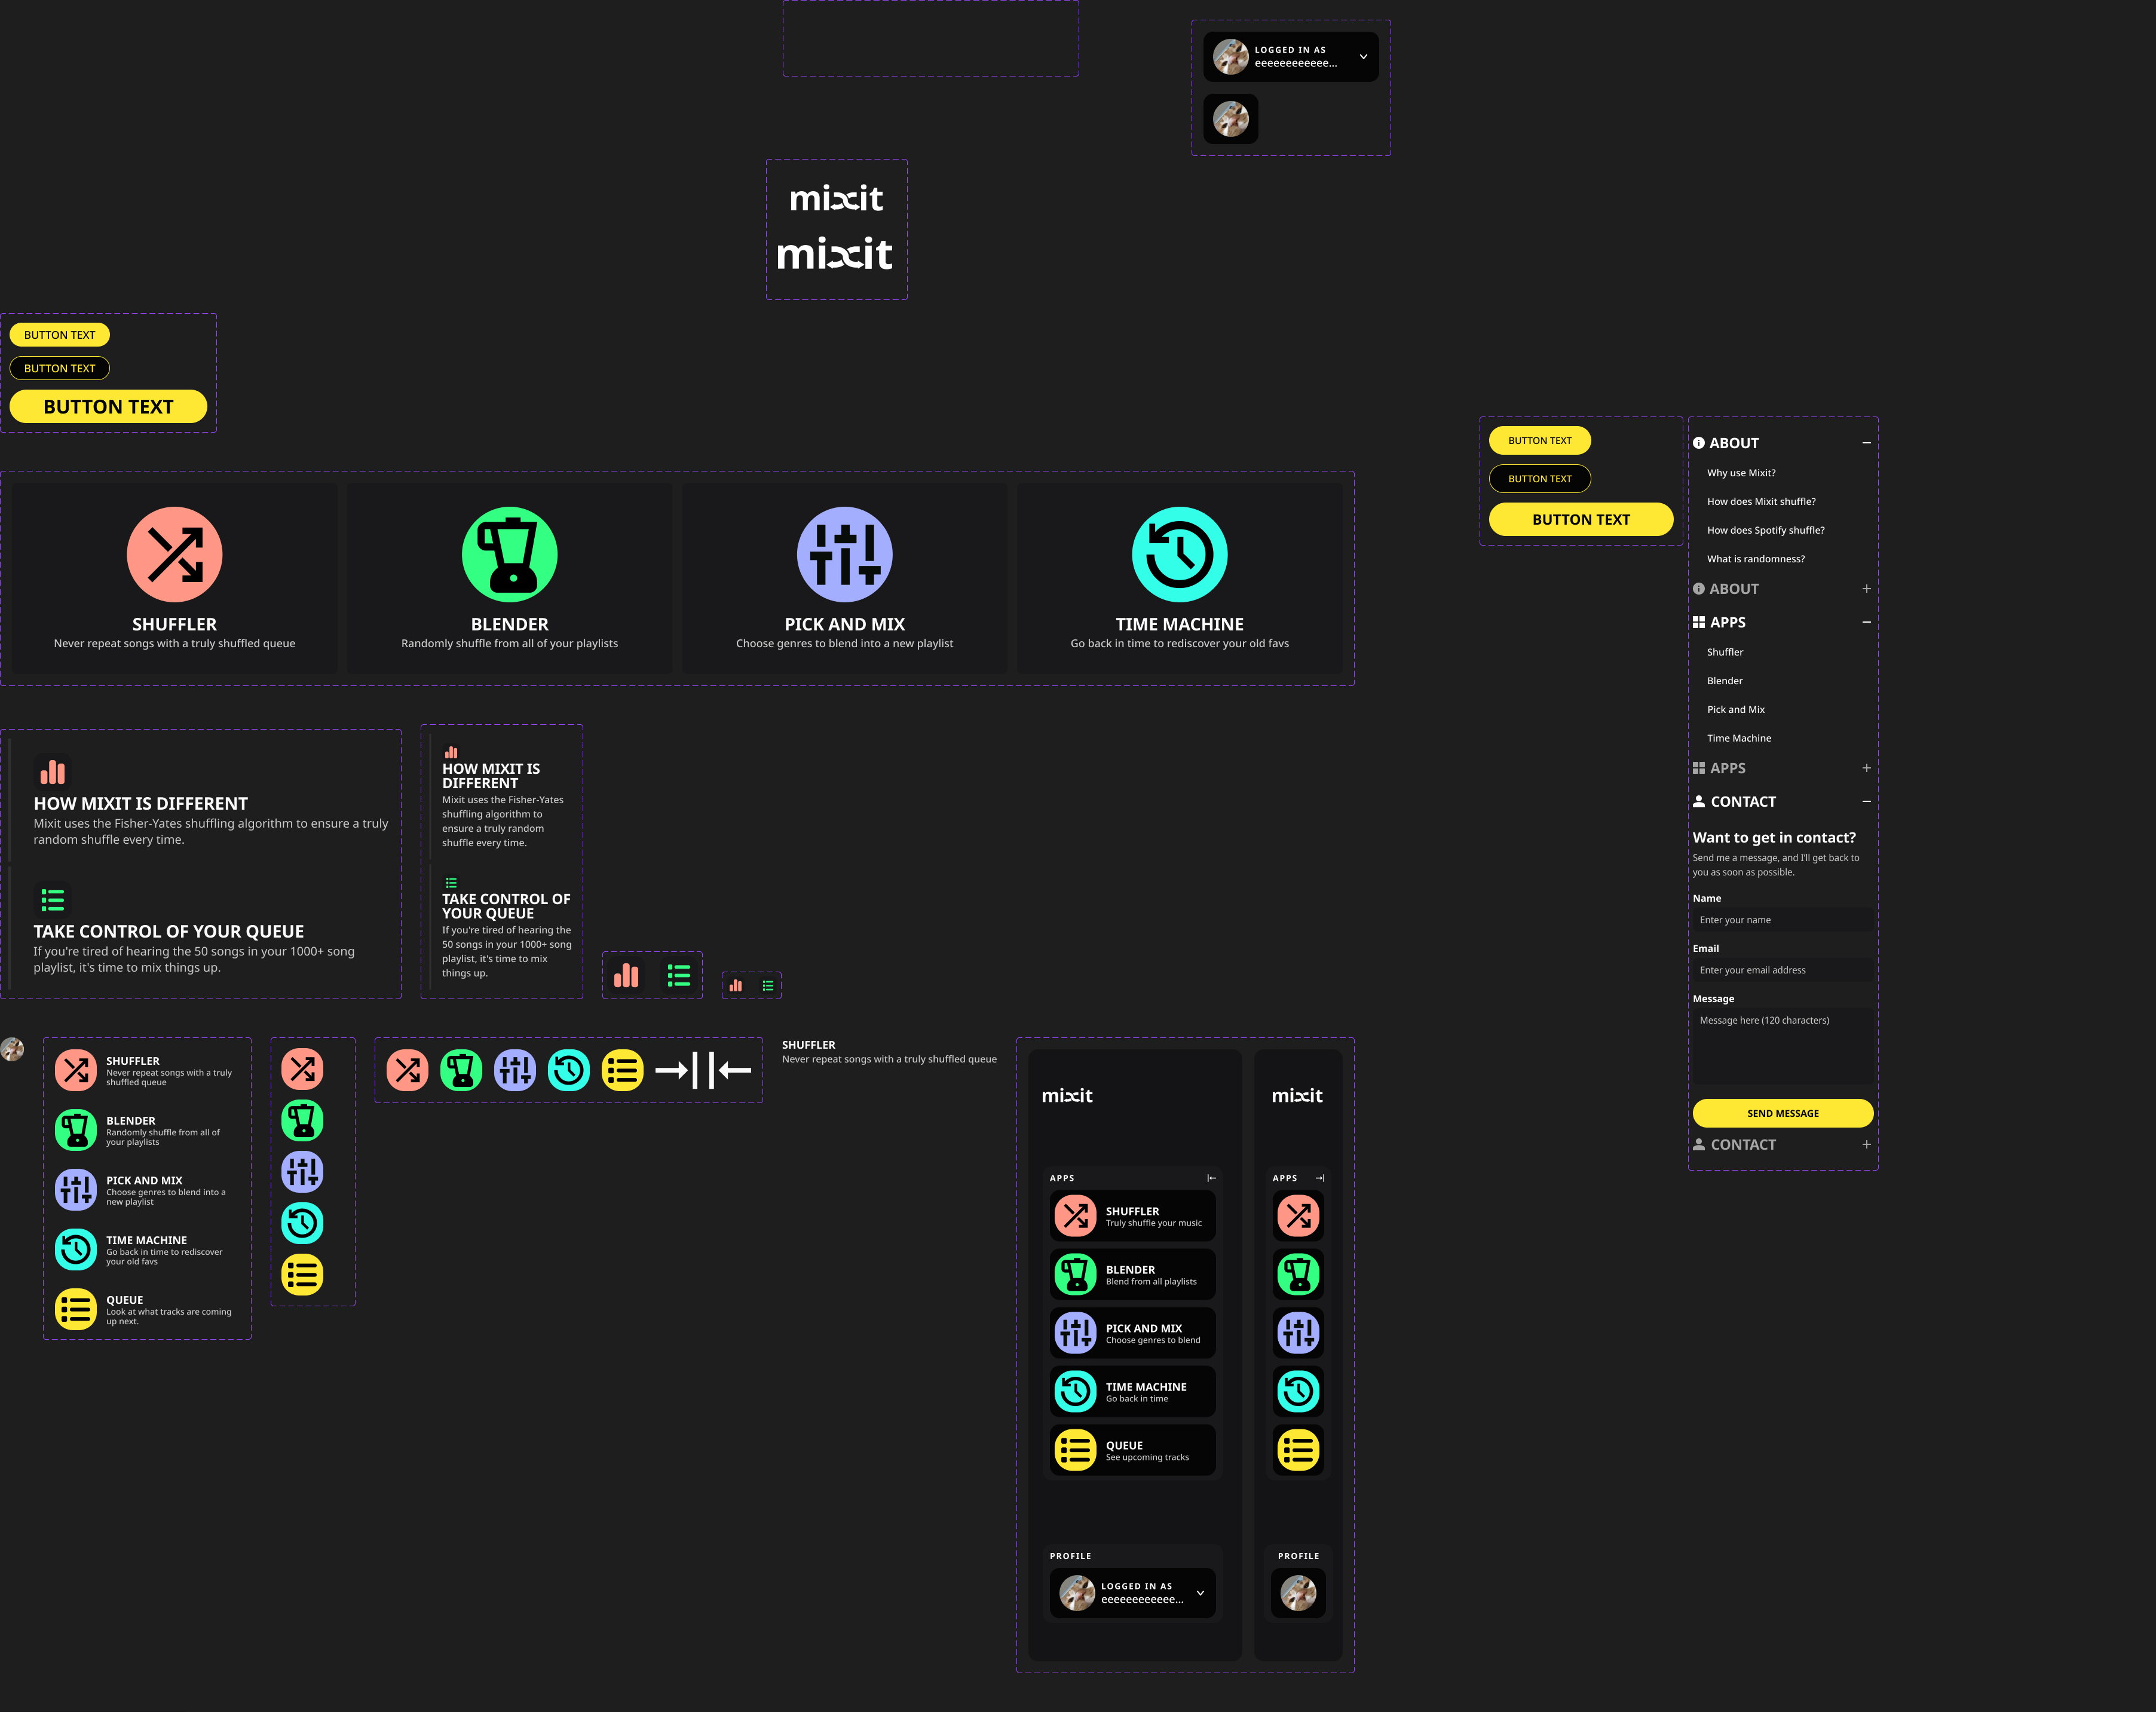 LOGGED IN AS
eeeeeeeeeeee...
mixit
mixit
BUTTON TEXT
BUTTON TEXT
BUTTON TEXT
BUTTON TEXT
BUTTON TEXT
BUTTON TEXT
SHUFFLER
Never repeat songs with a truly shuffled queue
BLENDER
Randomly shuffle from all of your playlists
PICK AND MIX
Choose genres to blend into a new playlist
TIME MACHINE
Go back in time to rediscover your old favs
HOW MIXIT IS DIFFERENT
Mixit uses the Fisher-Yates shuffling algorithm to ensure a truly
random shuffle every time.
TAKE CONTROL OF YOUR QUEUE
If you're tired of hearing the 50 songs in your 1000+ song
playlist, it's time to mix things up.
HOW MIXIT IS
DIFFERENT
Mixit uses the Fisher-Yates
shuffling algorithm to
ensure a truly random
shuffle every time.
TAKE CONTROL OF
YOUR QUEUE
If you're tired of hearing the
50 songs in your 1000+ song
playlist, it's time to mix
things up.
SHUFFLER
Never repeat songs with a truly
shuffled queue
BLENDER
Randomly shuffle from all of
your playlists
PICK AND MIX
Choose genres to blend into a
new playlist
TIME MACHINE
Go back in time to rediscover
your old favs
QUEUE
Look at what tracks are coming
up next.
SHUFFLER
Never repeat songs with a truly shuffled queue
mixit
APPS
SHUFFLER
Truly shuffle your music
BLENDER
Blend from all playlists
PICK AND MIX
Choose genres to blend
TIME MACHINE
Go back in time
QUEUE
See upcoming tracks
PROFILE
LOGGED IN AS
eeeeeeeeeeee...
mixit
APPS
PROFILE
ABOUT
Why use Mixit?
How does Mixit shuffle?
How does Spotify shuffle?
What is randomness?
ABOUT
APPS
Shuffler
Blender
Pick and Mix
Time Machine
APPS
CONTACT
Want to get in contact?
Send me a message, and I'll get back to
you as soon as possible.
Name
Enter your name
Email
Enter your email address
Message
Message here (120 characters)
SEND MESSAGE
CONTACT